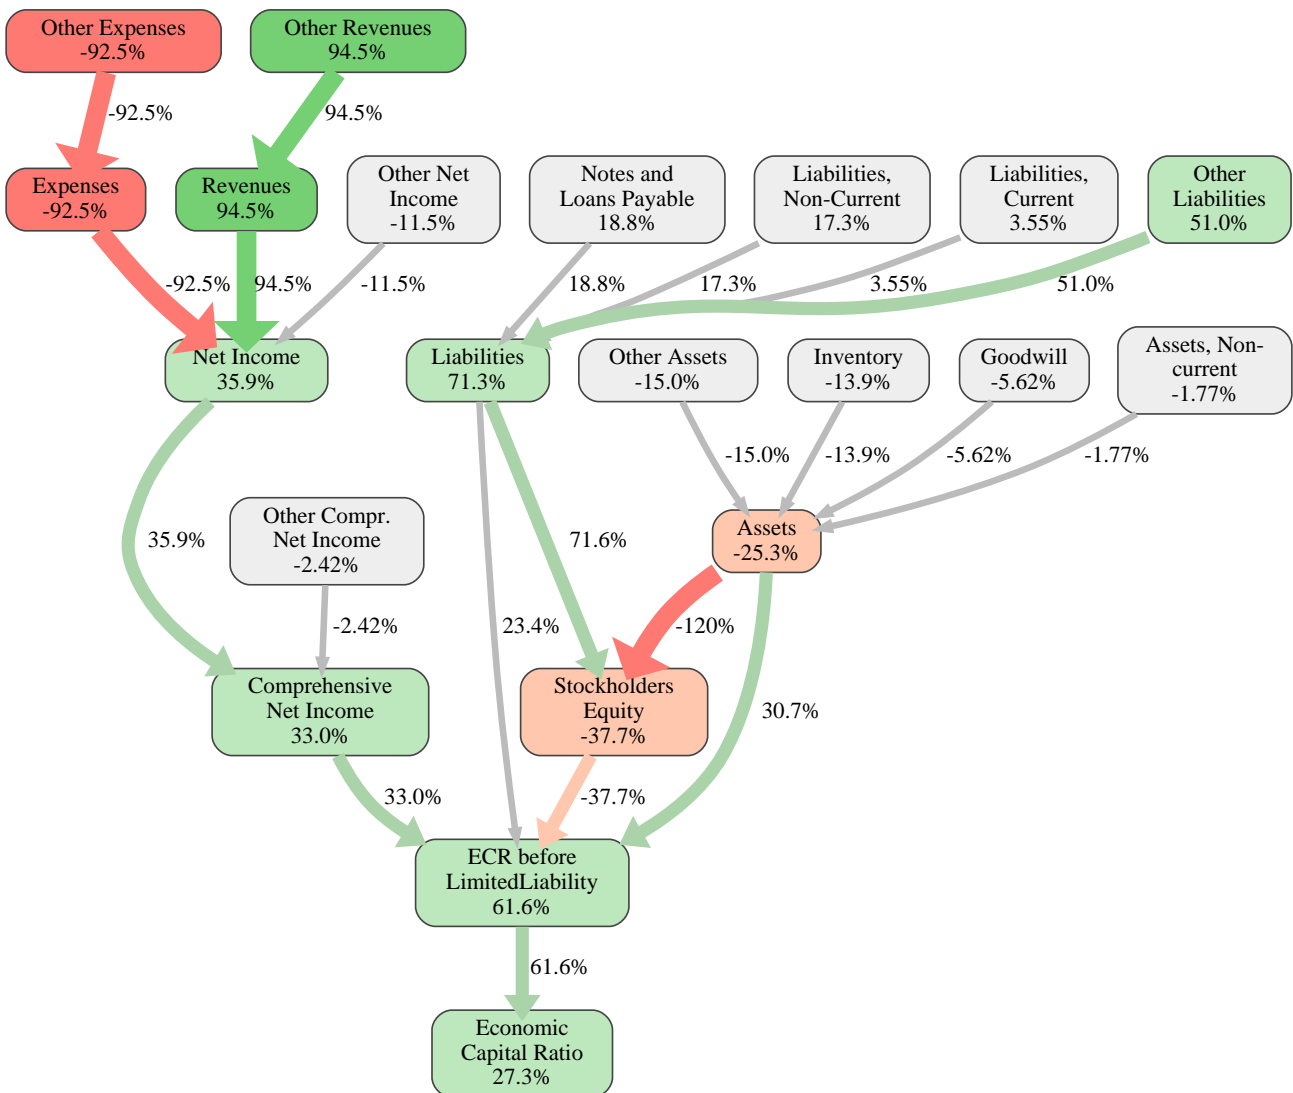 Other Expenses
-92.5%
Other Revenues
94.5%
-92.5%
94.5%
Expenses
-92.5%
Revenues
94.5%
Other Net
Income
-11.5%
Notes and
Loans Payable
18.8%
Liabilities,
Non-Current
17.3%
Liabilities,
Current
3.55%
Other
Liabilities
51.0%
-92.5%
94.5%
-11.5%
18.8%
17.3%
3.55%
51.0%
Net Income
35.9%
Liabilities
71.3%
Other Assets
-15.0%
Inventory
-13.9%
Goodwill
-5.62%
Assets, Non-
current
-1.77%
-15.0%
-13.9%
-5.62%
-1.77%
Other Compr.
Net Income
-2.42%
Assets
-25.3%
35.9%
71.6%
-2.42%
23.4%
-120%
Comprehensive
Net Income
33.0%
Stockholders
Equity
-37.7%
30.7%
33.0%
-37.7%
ECR before
LimitedLiability
61.6%
61.6%
Economic
Capital Ratio
27.3%